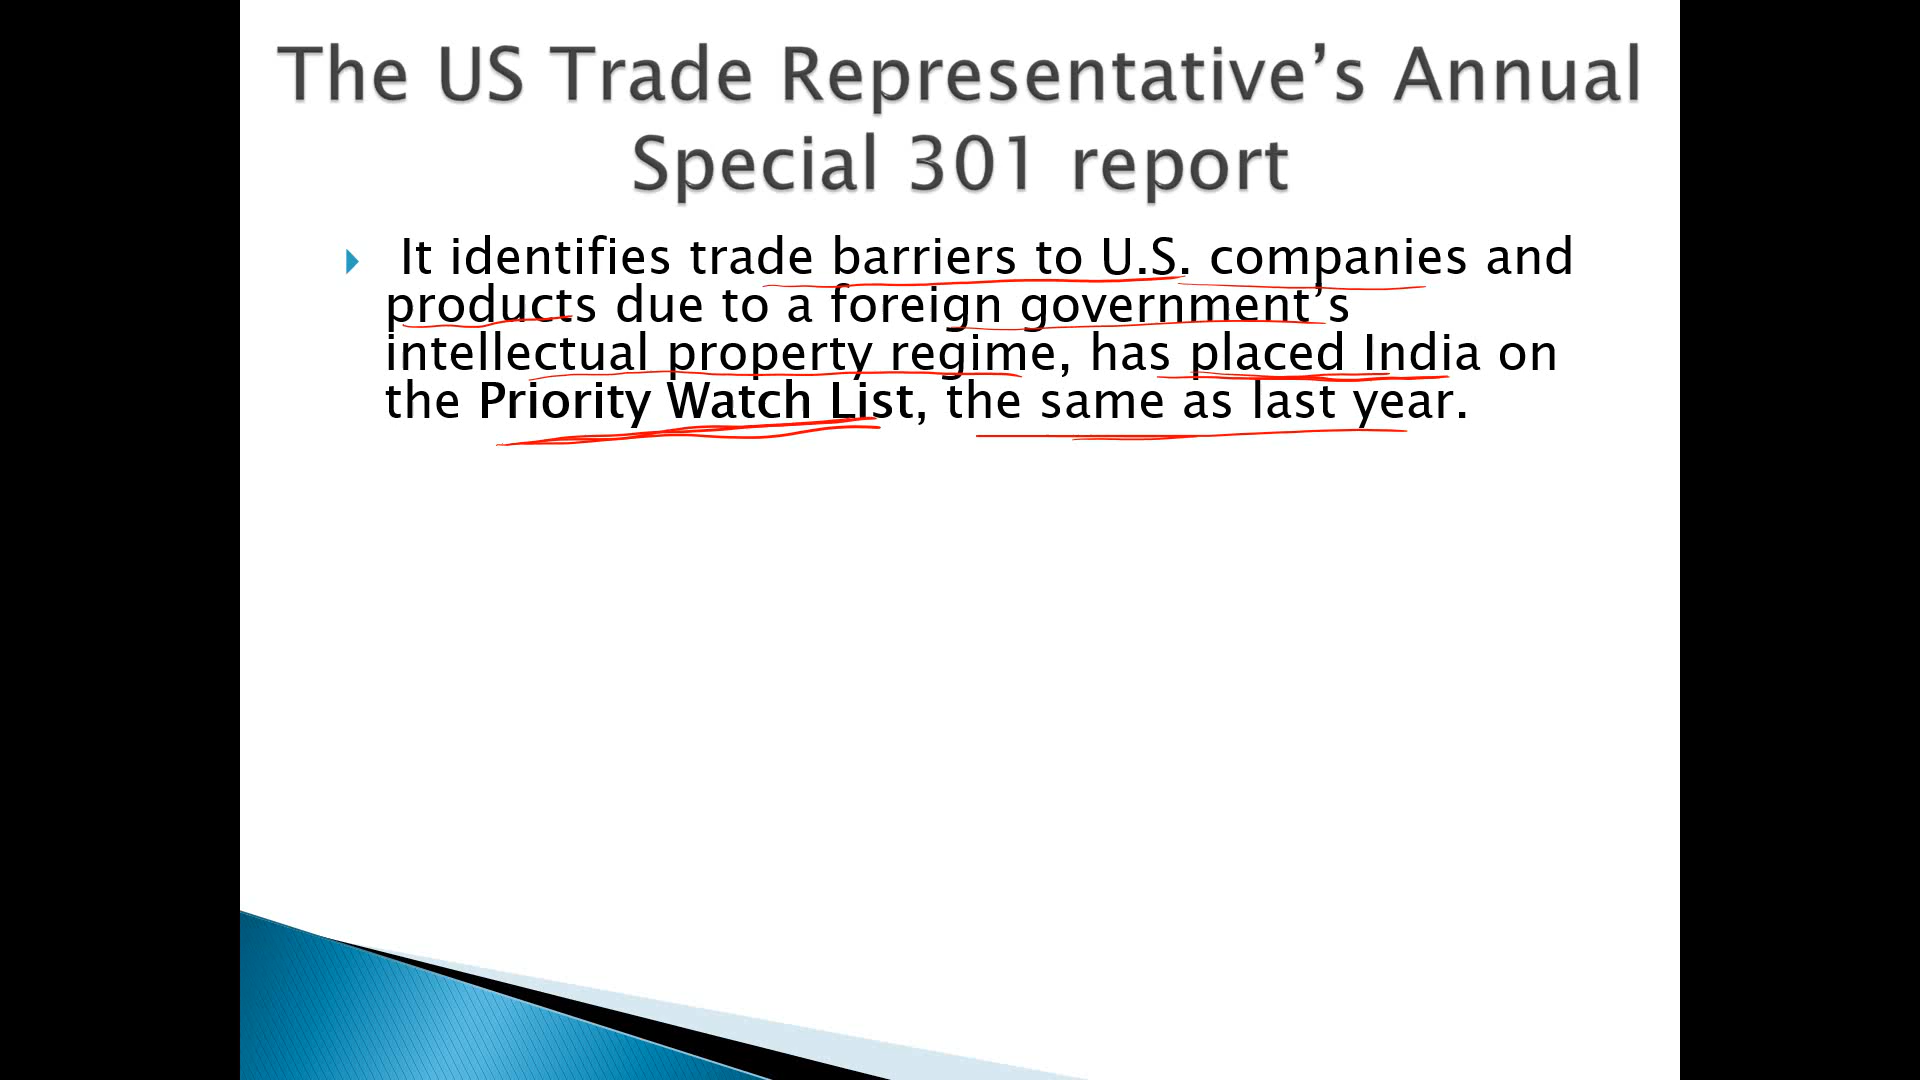 The US Trade Representative’s Annual
Special 301 report
It identifies trade barriers to U.S. companies and
products due to a foreign government’s
intellectual property regime, has placed India on
the Priority Watch List, the same as last year.